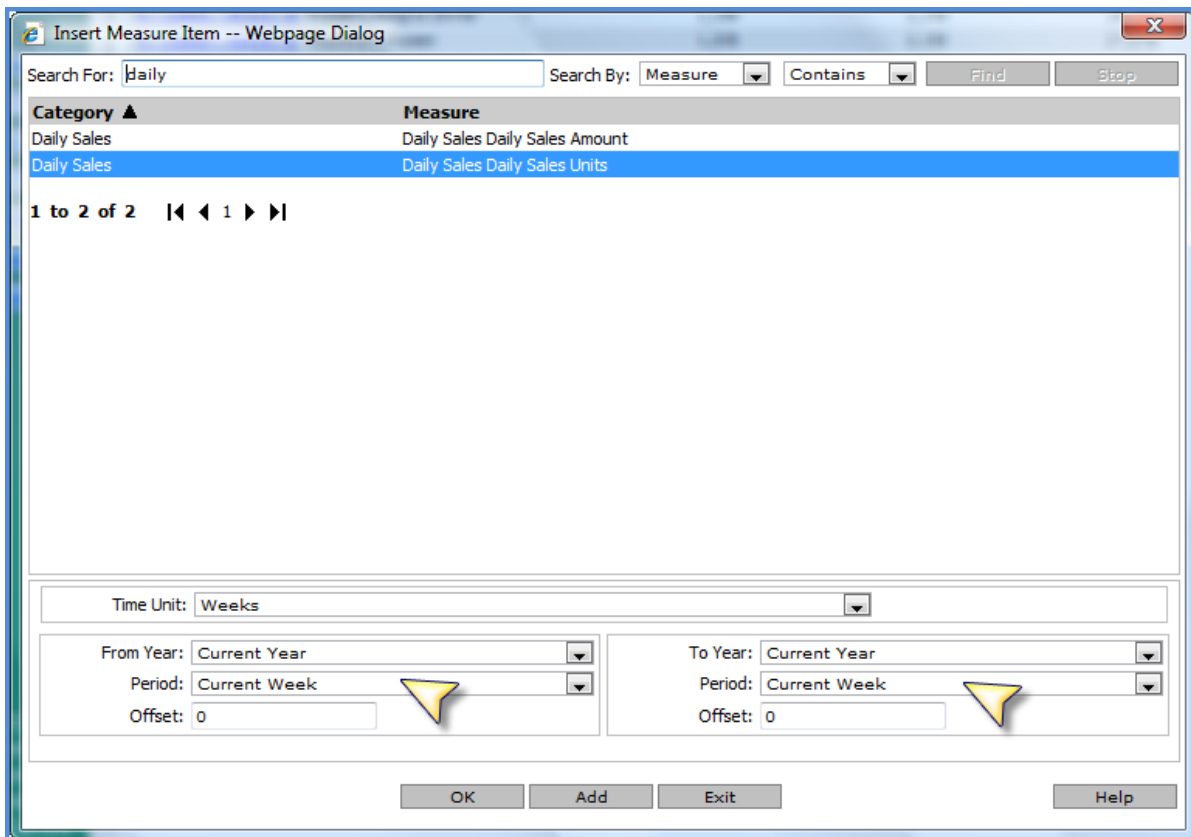 Insert Measure Item -- Webpage Dialog
Search For: daily Search By: Measure Contains Find Stop
Category ▲ Measure
Daily Sales Daily Sales Daily Sales Amount
Daily Sales Daily Sales Daily Sales Units
1 to 2 of 2 1
Time Unit: Weeks
From Year: Current Year To Year: Current Year
Period: Current Week Period: Current Week
Offset: 0 Offset: 0
OK Add Exit Help